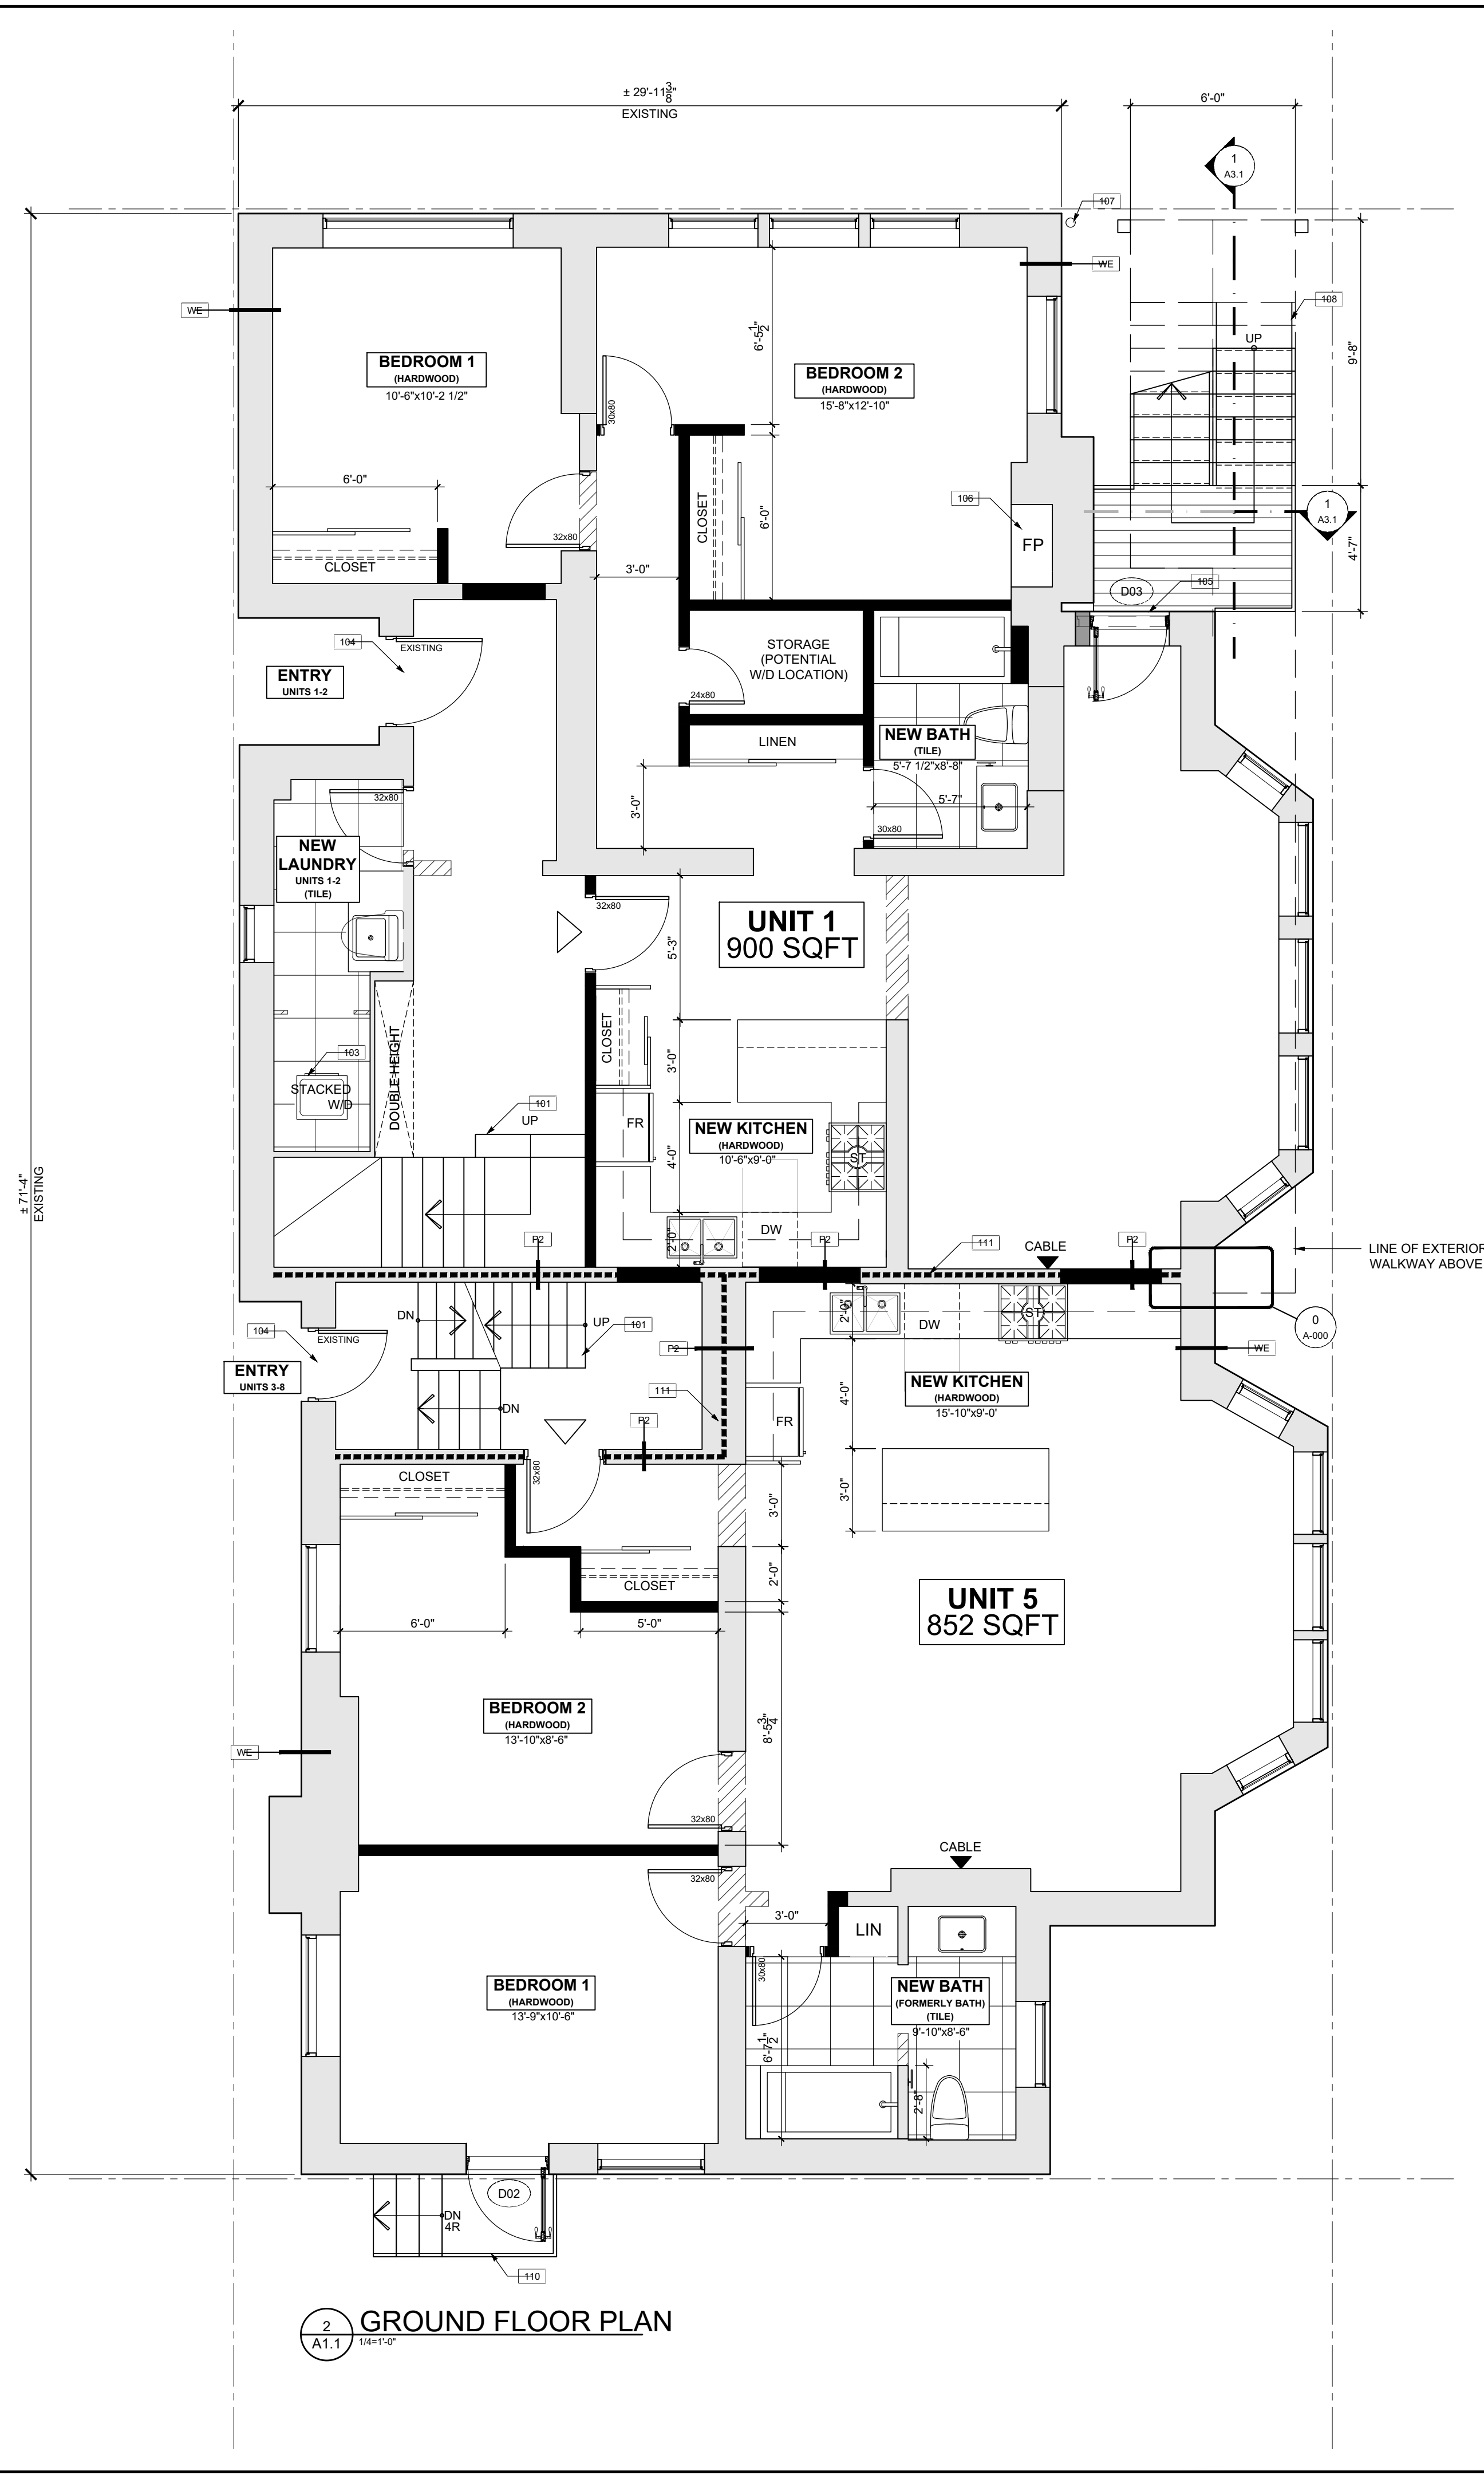 ± 29'-11 3/8"
EXISTING
6'-0"
1
A3.1
107
WE
WE
108
UP
6'-5 1/2"
9'-8"
BEDROOM 1
(HARDWOOD)
10'-6"x10'-2 1/2"
BEDROOM 2
(HARDWOOD)
15'-8"x12'-10"
30x80
6'-0"
CLOSET
6'-0"
106
1
A3.1
32x80
FP
4'-7"
CLOSET
3'-0"
105
D03
104
EXISTING
ENTRY
UNITS 1-2
STORAGE
(POTENTIAL
W/D LOCATION)
24x80
LINEN
NEW BATH
(TILE)
5'-7 1/2"x8'-8"
3'-0"
5'-7"
32x80
30x80
NEW
LAUNDRY
UNITS 1-2
(TILE)
32x80
UNIT 1
900 SQFT
5'-3"
CLOSET
DOUBLE HEIGHT
103
STACKED
W/D
3'-0"
101
UP
FR
NEW KITCHEN
(HARDWOOD)
10'-6"x9'-0"
ST
4'-0"
± 71'-4"
EXISTING
DW
2'-0"
P2
P2
111
CABLE
P2
LINE OF EXTERIOR
WALKWAY ABOVE
DN
UP
101
2'-0"
DW
ST
0
A-000
104
EXISTING
P2
WE
ENTRY
UNITS 3-8
111
NEW KITCHEN
(HARDWOOD)
15'-10"x9'-0'
4'-0"
DN
P2
FR
CLOSET
32x80
3'-0"
3'-0"
2'-0"
CLOSET
UNIT 5
852 SQFT
6'-0"
5'-0"
BEDROOM 2
(HARDWOOD)
13'-10"x8'-6"
8'-5 3/4"
WE
32x80
CABLE
32x80
3'-0"
LIN
30x80
BEDROOM 1
(HARDWOOD)
13'-9"x10'-6"
NEW BATH
(FORMERLY BATH)
(TILE)
9'-10"x8'-6"
6'-7 1/2"
2'-8"
D02
DN
4R
110
2
A1.1
GROUND FLOOR PLAN
1/4=1'-0"